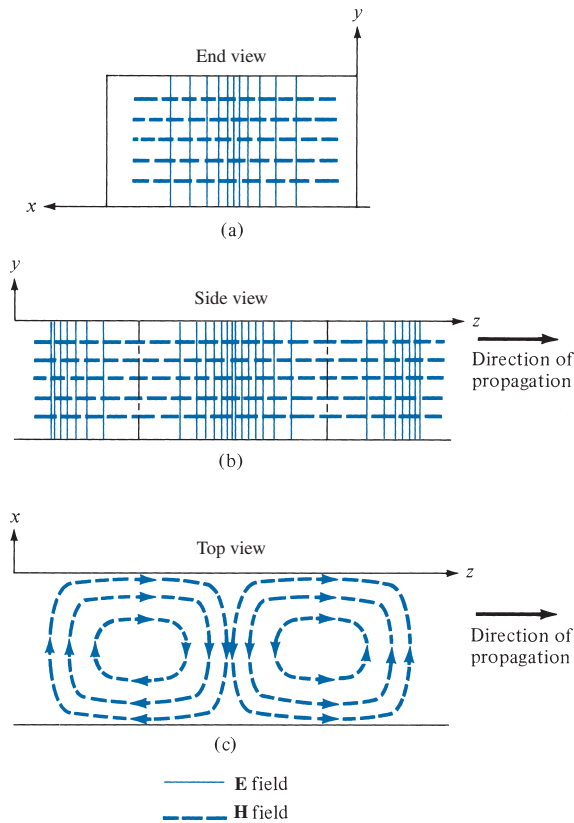 y
End view
x
(a)
y
Side view
z
Direction of
propagation
(b)
x
Top view
z
Direction of
propagation
(c)
E field
H field